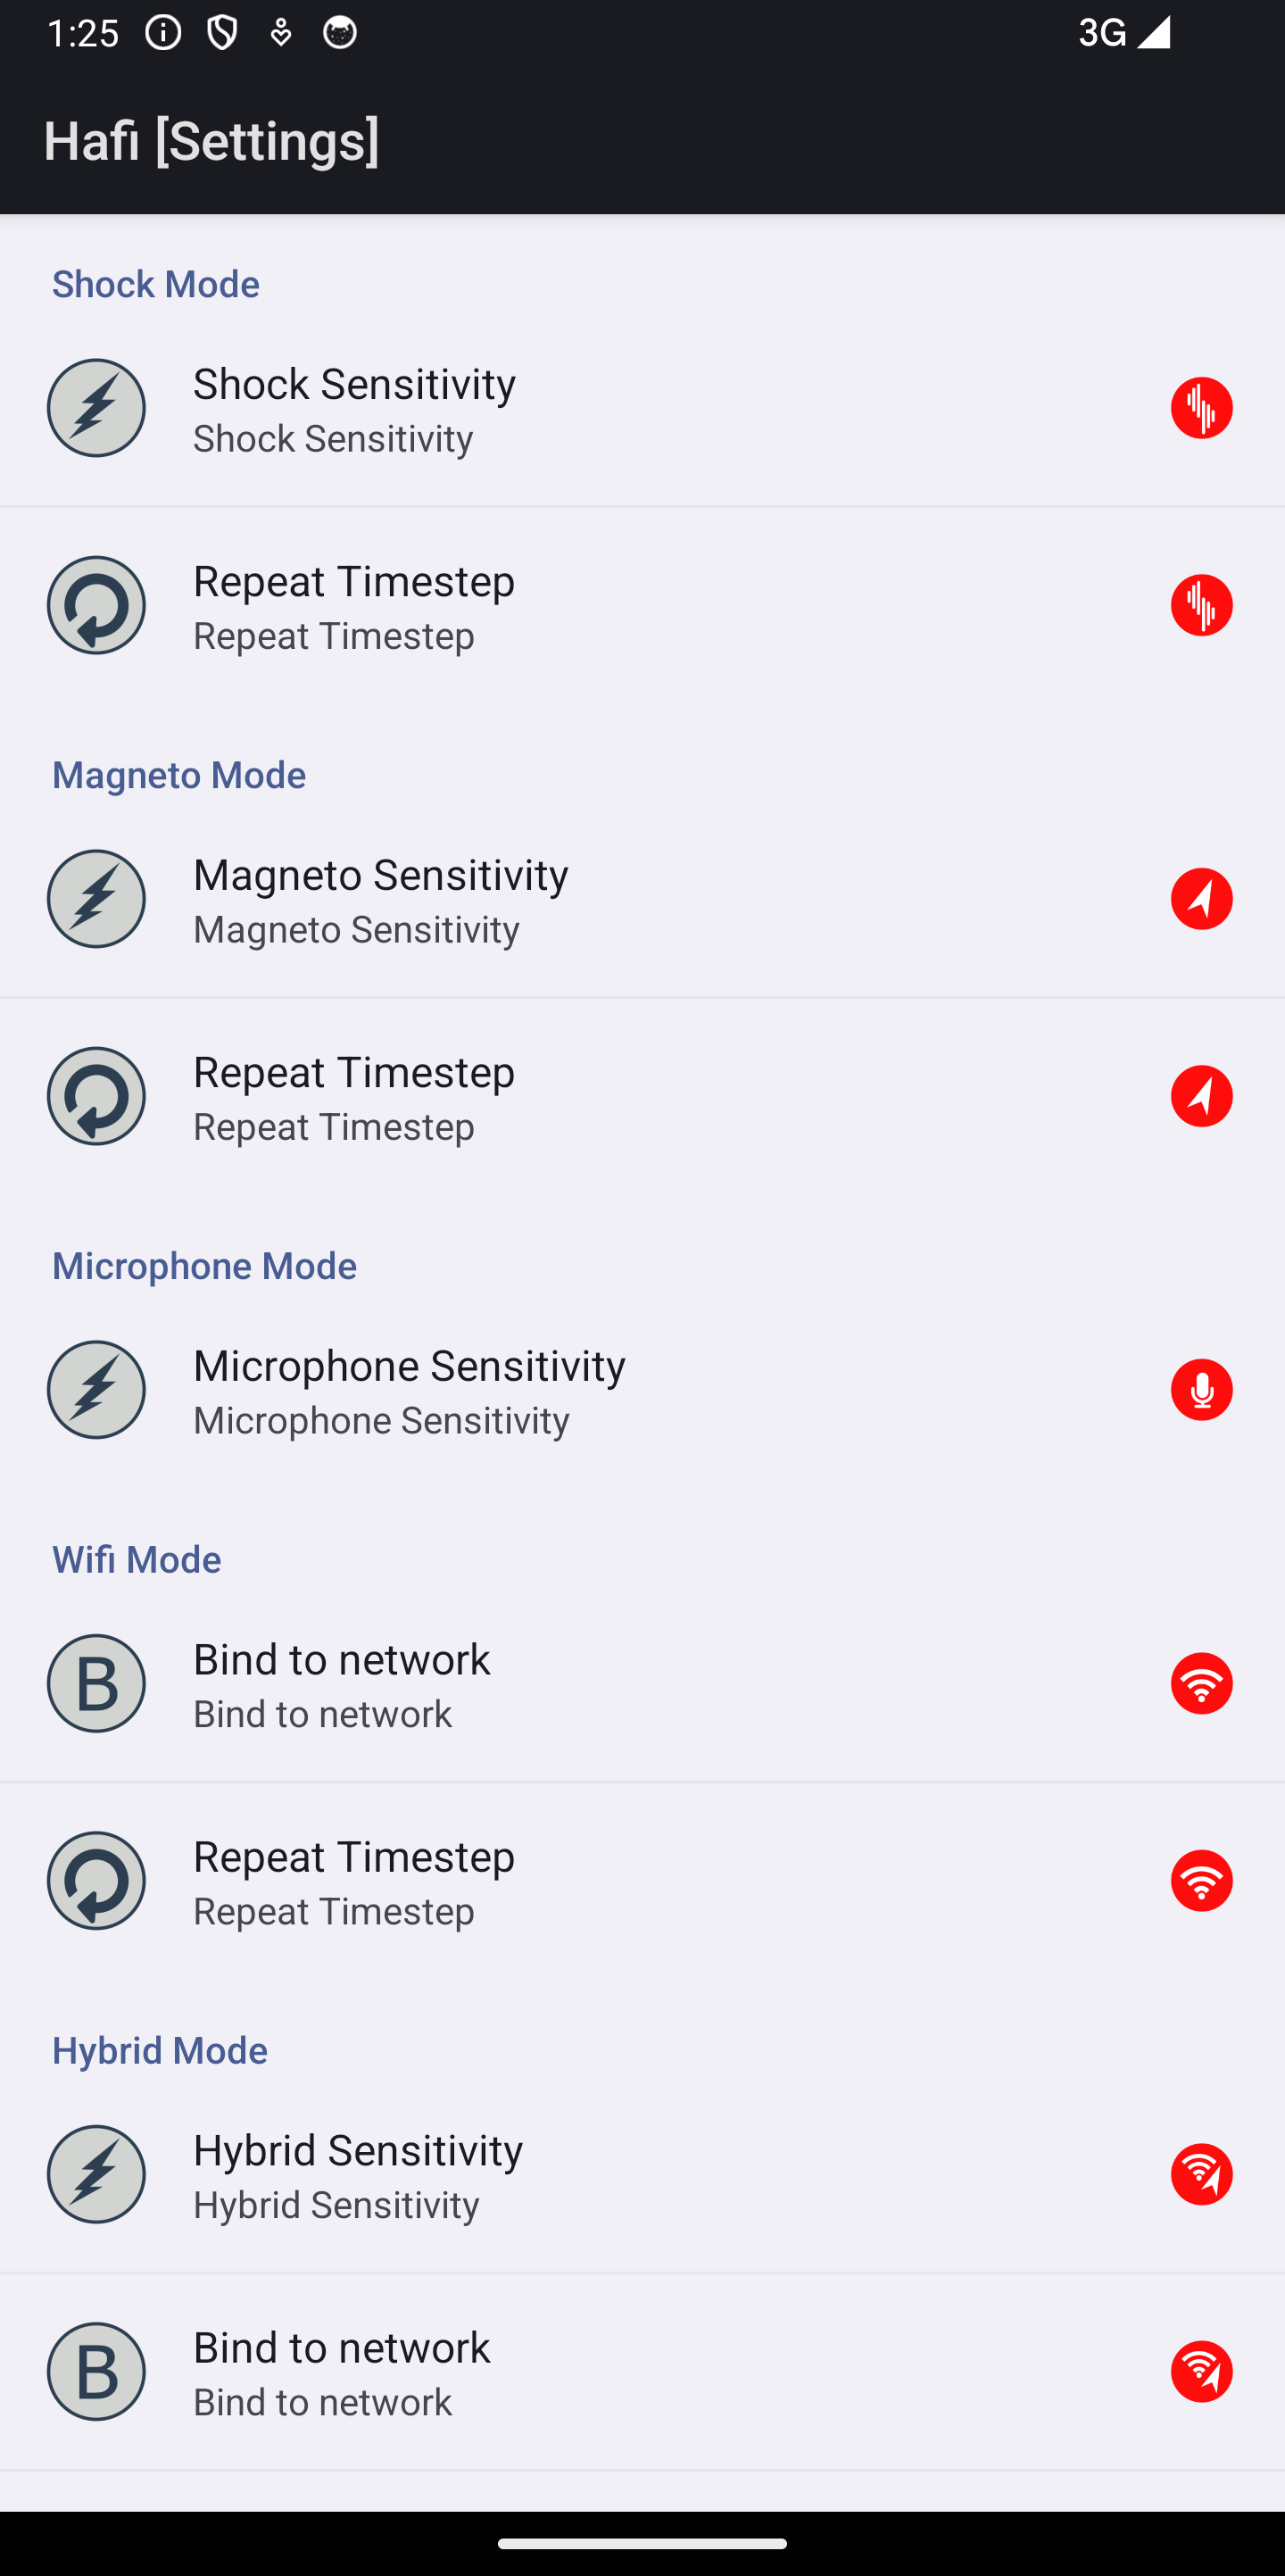 1:25 3G
Hafi [Settings]
Shock Mode
Shock Sensitivity
Shock Sensitivity
Repeat Timestep
Repeat Timestep
Magneto Mode
Magneto Sensitivity
Magneto Sensitivity
Repeat Timestep
Repeat Timestep
Microphone Mode
Microphone Sensitivity
Microphone Sensitivity
Wifi Mode
B
Bind to network
Bind to network
Repeat Timestep
Repeat Timestep
Hybrid Mode
Hybrid Sensitivity
Hybrid Sensitivity
B
Bind to network
Bind to network